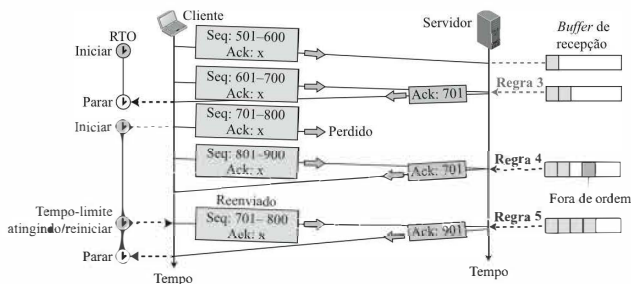 Cliente
Servidor
Buffer de
recepção
RTO
Iniciar
Seq: 501–600
Ack: x
Seq: 601–700
Ack: x
Regra 3
Ack: 701
Parar
Iniciar
Seq: 701–800
Ack: x
Perdido
Seq: 801–900
Ack: x
Ack: 701
Regra 4
Fora de ordem
Reenviado
Tempo-limite
atingindo/reiniciar
Seq: 701– 800
Ack: x
Ack: 901
Regra 5
Parar
Tempo
Tempo